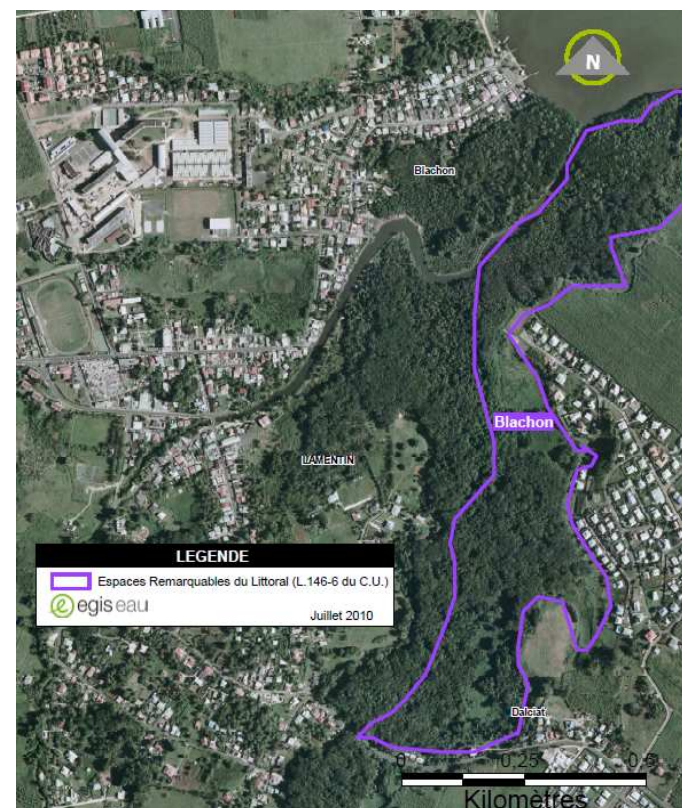 N
Blachon
Blachon
LAMENTIN
LEGENDE
Espaces Remarquables du Littoral (L.146-6 du C.U.)
egis eau
Juillet 2010
Dalciat
0 0,25 0,5
Kilomètres